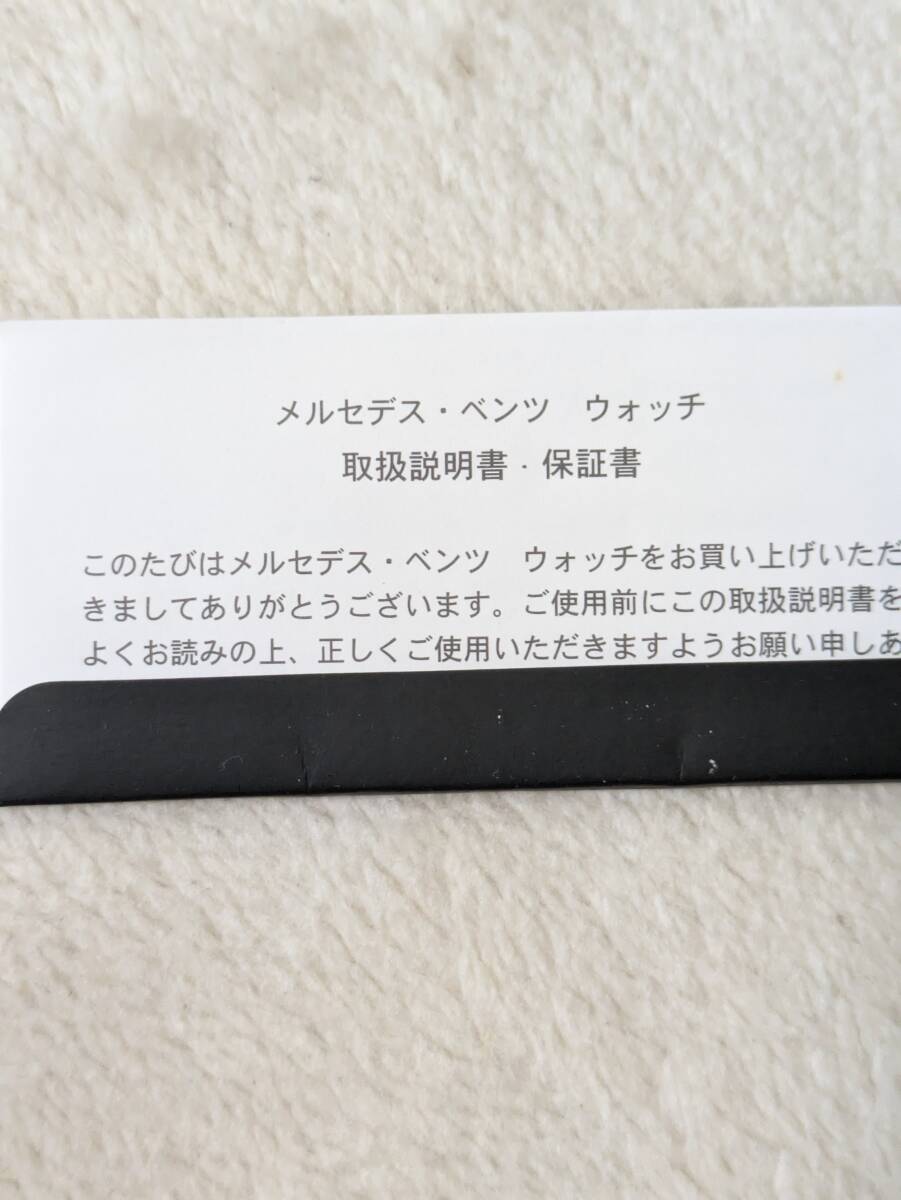 メルセデス・ベンツ　ウォッチ
取扱説明書・保証書
このたびはメルセデス・ベンツ　ウォッチをお買い上げいただ
きましてありがとうございます。ご使用前にこの取扱説明書を
よくお読みの上、正しくご使用いただきますようお願い申しあ